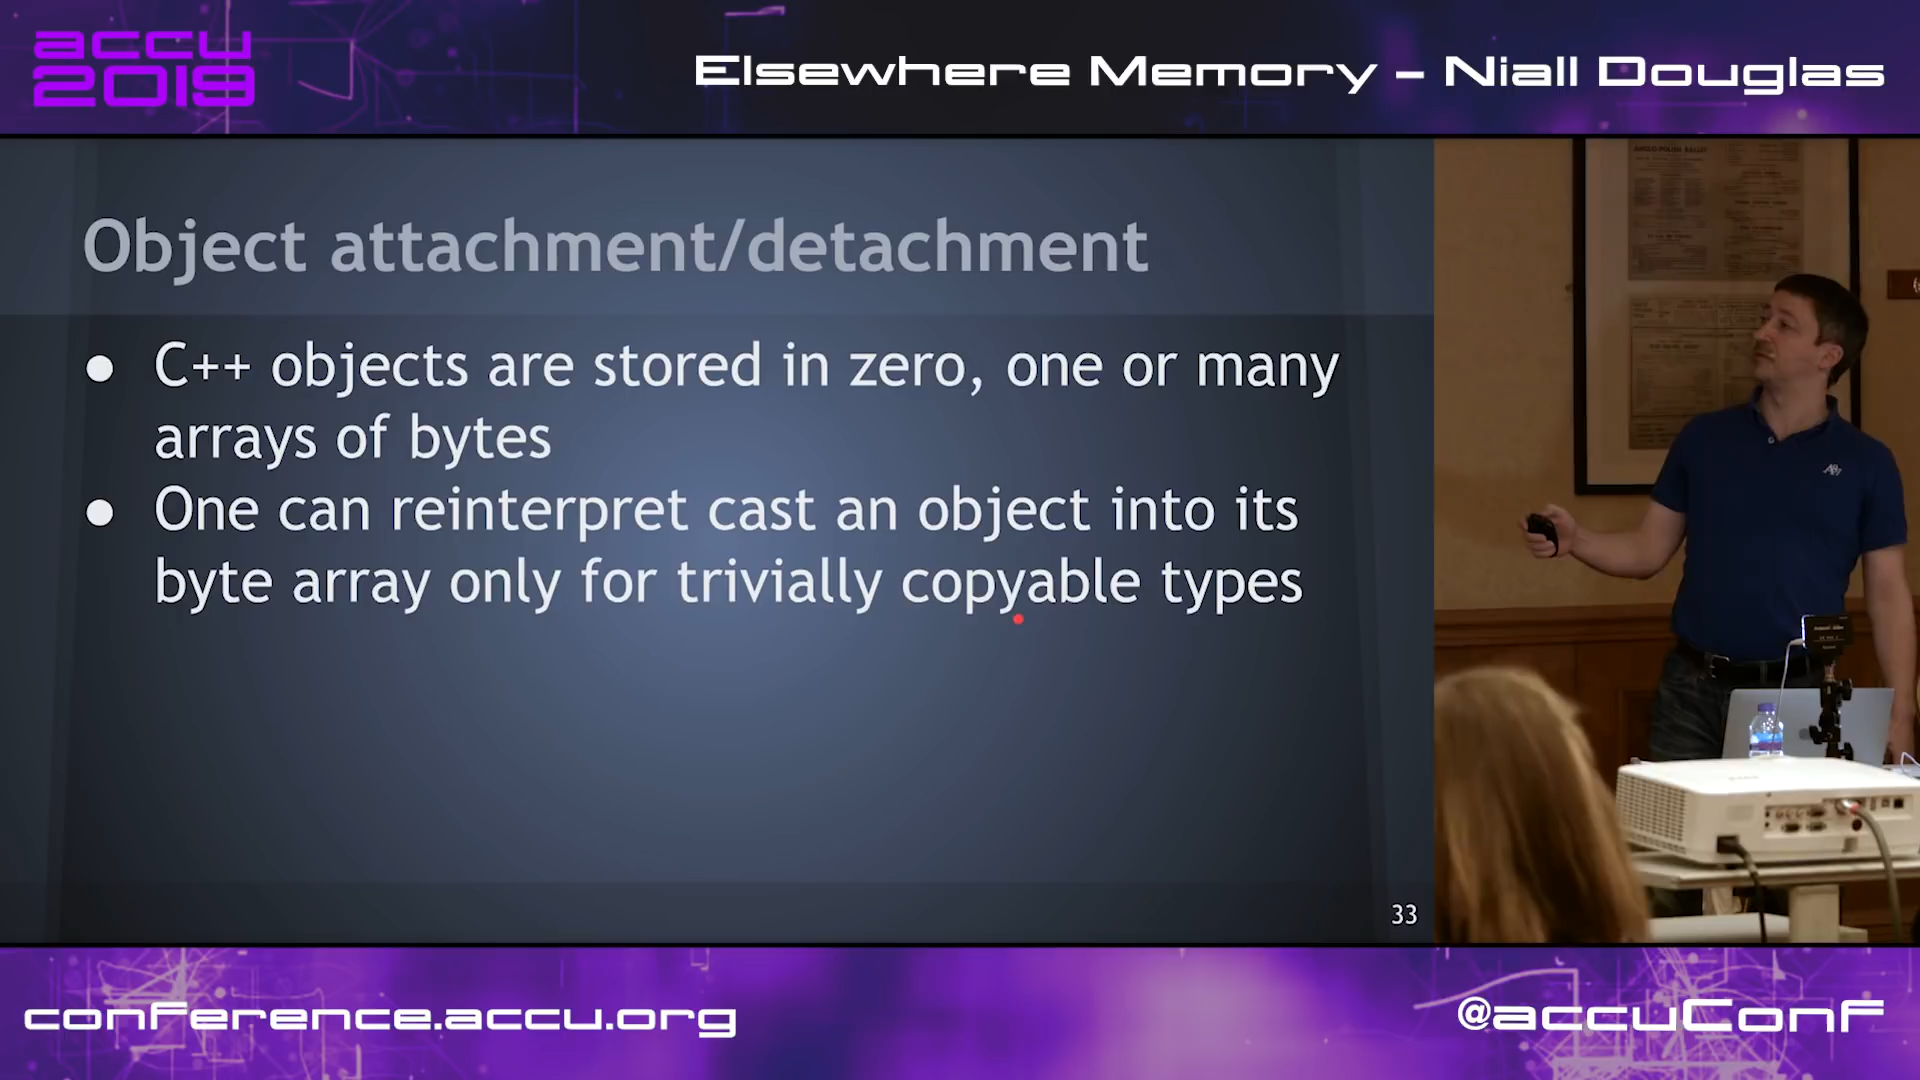 accu
2019
Elsewhere Memory – Niall Douglas
Object attachment/detachment
● C++ objects are stored in zero, one or many
arrays of bytes
● One can reinterpret cast an object into its
byte array only for trivially copyable types
33
conference.accu.org
@accuConf